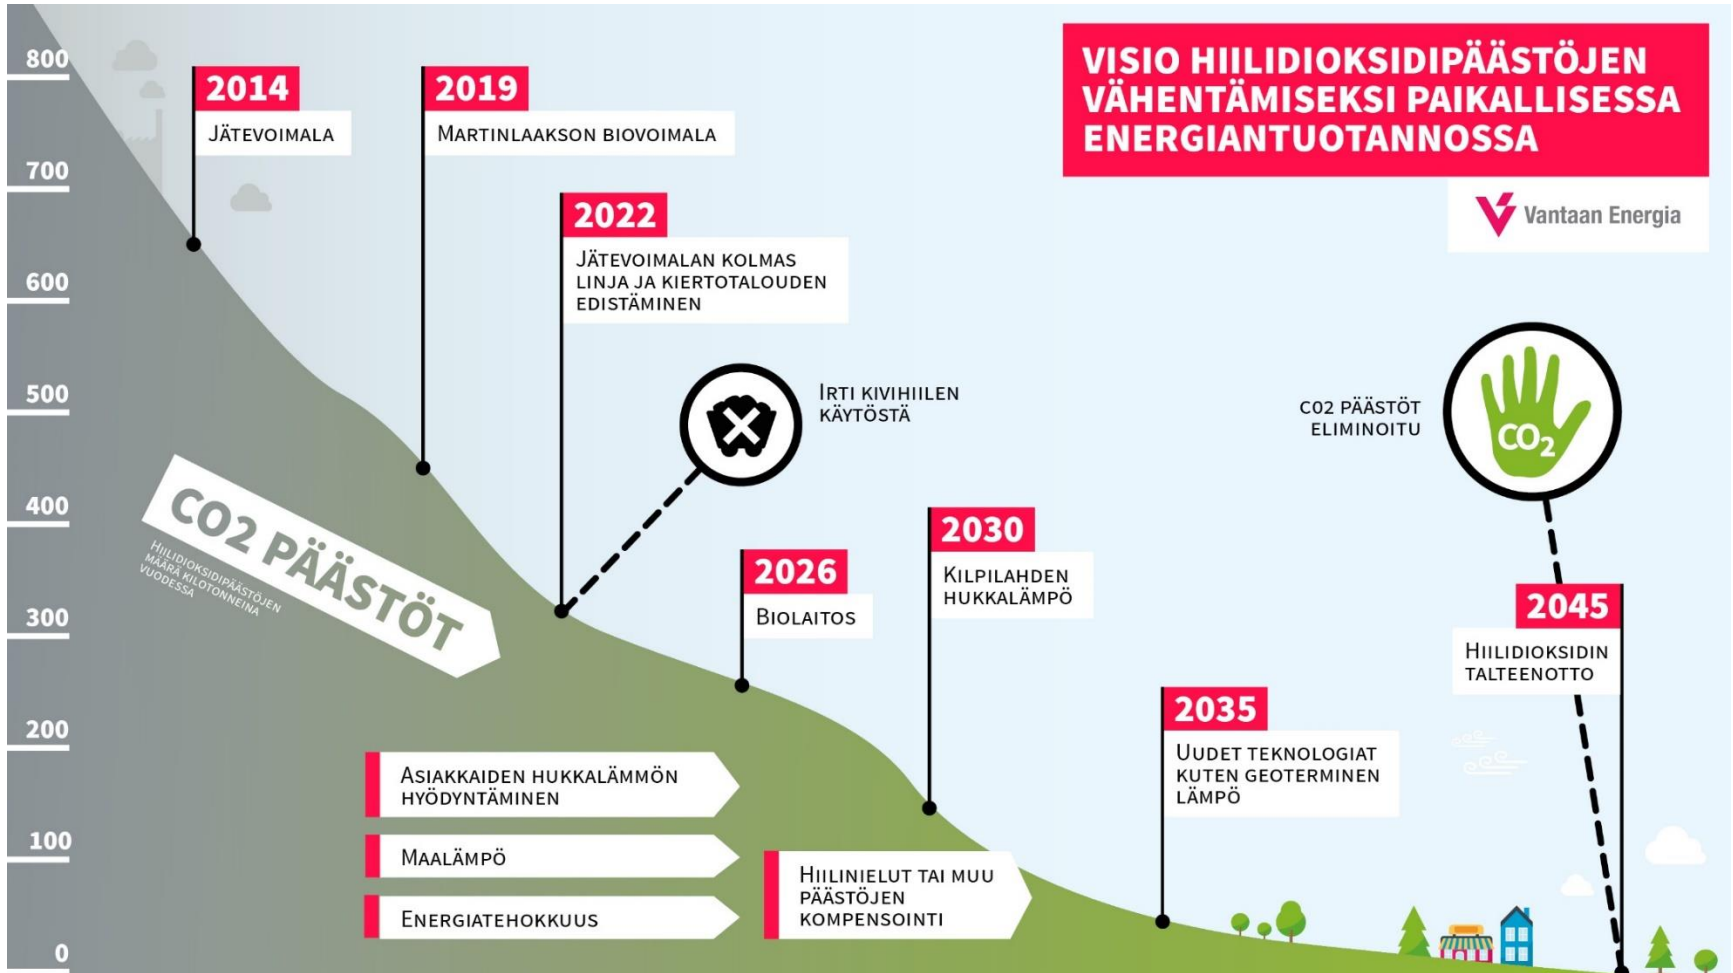 VISIO HIILIDIOKSIDIPÄÄSTÖJEN
VÄHENTÄMISEKSI PAIKALLISESSA
ENERGIANTUOTANNOSSA
Vantaan Energia
800
700
600
500
400
300
200
100
0
2014
JÄTEVOIMALA
2019
MARTINLAAKSON BIOVOIMALA
2022
JÄTEVOIMALAN KOLMAS
LINJA JA KIERTOTALOUDEN
EDISTÄMINEN
IRTI KIVIHIILEN
KÄYTÖSTÄ
2026
BIOLAITOS
2030
KILPILAHDEN
HUKKALÄMPÖ
2035
UUDET TEKNOLOGIAT
KUTEN GEOTERMINEN
LÄMPÖ
C02 PÄÄSTÖT
ELIMINOITU
CO₂
2045
HIILIDIOKSIDIN
TALTEENOTTO
CO2 PÄÄSTÖT
HIILIDIOKSIDIPÄÄSTÖJEN
MÄÄRÄ KILOTONNEINA
VUODESSA
ASIAKKAIDEN HUKKALÄMMÖN
HYÖDYNTÄMINEN
MAALÄMPÖ
ENERGIATEHOKKUUS
HIILINIELUT TAI MUU
PÄÄSTÖJEN
KOMPENSOINTI